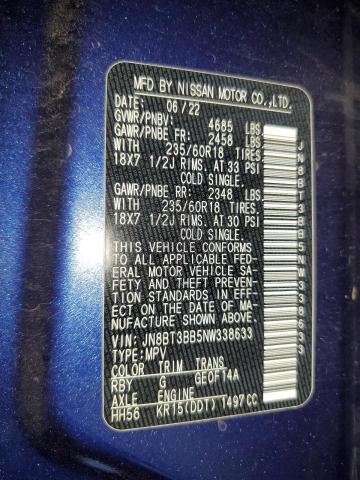 MFD BY NISSAN MOTOR CO.,LTD.
DATE: 06/22
GVWR/PNBV: 4685 LBS
GAWR/PNBE FR: 2458 LBS
WITH 235/60R18 TIRES
18X7 1/2J RIMS, AT 33 PSI
COLD SINGLE.
GAWR/PNBE RR: 2348 LBS
WITH 235/60R18 TIRES
18X7 1/2J RIMS, AT 30 PSI
COLD SINGLE.
THIS VEHICLE CONFORMS
TO ALL APPLICABLE FED-
ERAL MOTOR VEHICLE SA-
FETY AND THEFT PREVENTION
STANDARDS IN EFF-
ECT ON THE DATE OF MA-
NUFACTURE SHOWN ABOVE.
VIN: JN8BT3BB5NW338633
TYPE:MPV
COLOR TRIM TRANS
RBY G GE0FT4A
AXLE ENGINE
HH56 KR15(DDT) 1497CC
JN8BT3BB5NW338633